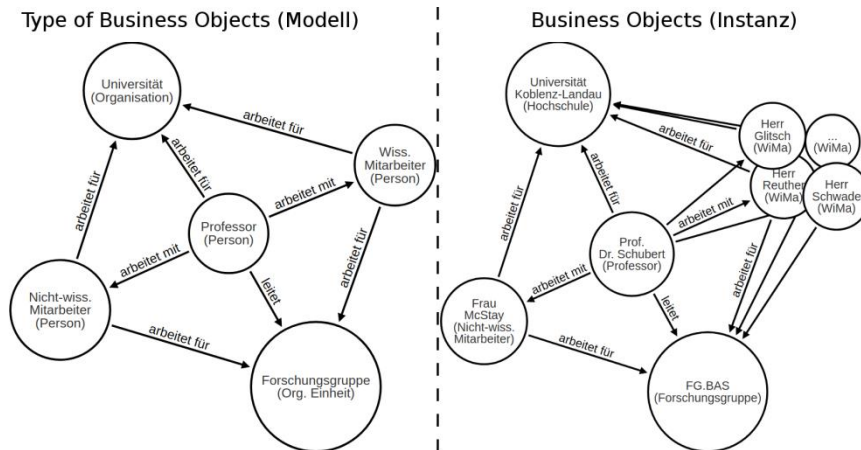 Type of Business Objects (Modell)
Universität
(Organisation)
arbeitet für
Wiss.
Mitarbeiter
(Person)
arbeitet für
arbeitet für
arbeitet mit
Professor
(Person)
arbeitet für
arbeitet mit
leitet
Nicht-wiss.
Mitarbeiter
(Person)
arbeitet für
Forschungsgruppe
(Org. Einheit)
Business Objects (Instanz)
Universität
Koblenz-Landau
(Hochschule)
Herr
Glitsch
(WiMa)
...
(WiMa)
arbeitet für
Herr
Reuther
(WiMa)
Herr
Schwade
(WiMa)
arbeitet für
arbeitet für
arbeitet mit
Prof.
Dr. Schubert
(Professor)
arbeitet für
arbeitet mit
leitet
Frau
McStay
(Nicht-wiss.
Mitarbeiter)
arbeitet für
FG.BAS
(Forschungsgruppe)